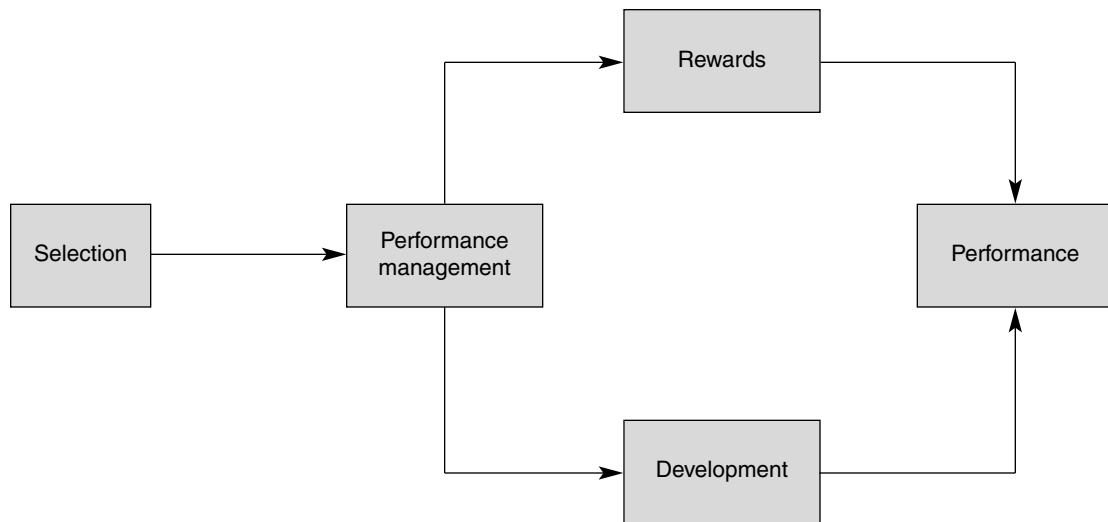 Rewards
Selection
Performance
management
Performance
Development